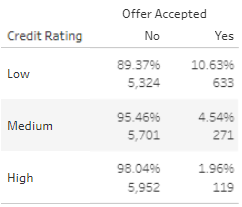 Offer Accepted
Credit Rating No Yes
Low 89.37% 10.63%
5,324 633
Medium 95.46% 4.54%
5,701 271
High 98.04% 1.96%
5,952 119